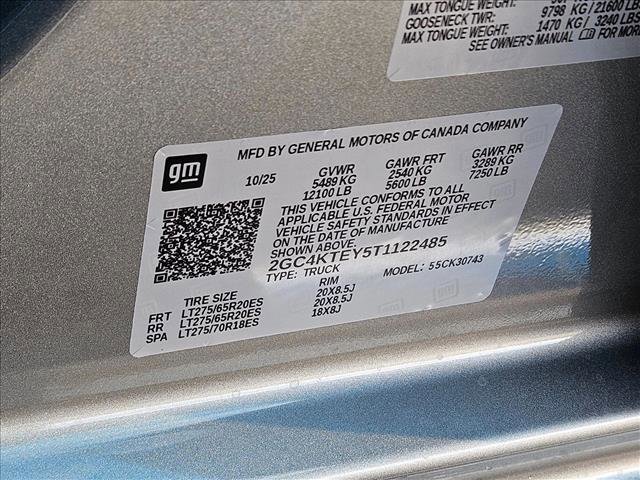 MAX TONGUE WEIGHT:
9798 KG/21600 LB
GOOSENECK TWR:
MAX TONGUE WEIGHT: 1470 KG/ 3240 LB
SEE OWNER'S MANUAL FOR MORE
MFD BY GENERAL MOTORS OF CANADA COMPANY
gm
10/25 GVWR GAWR FRT GAWR RR
5489 KG 2540 KG 3289 KG
12100 LB 5600 LB 7250 LB
THIS VEHICLE CONFORMS TO ALL
APPLICABLE U.S. FEDERAL MOTOR
VEHICLE SAFETY STANDARDS IN EFFECT
ON THE DATE OF MANUFACTURE
SHOWN ABOVE.
2GC4KTEY5T1122485
TYPE: TRUCK MODEL: 55CK30743
TIRE SIZE RIM
FRT LT275/65R20ES 20X8.5J
RR LT275/65R20ES 20X8.5J
SPA LT275/70R18ES 18X8J